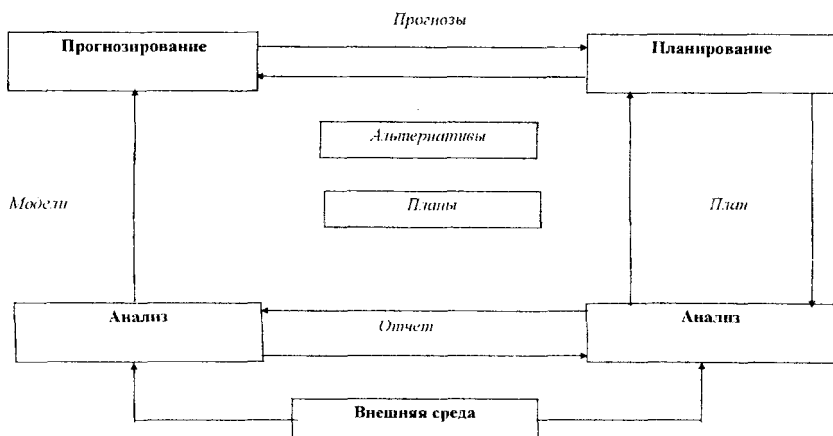 Прогнозы
Прогнозирование
Планирование
Альтернативы
Модели
Планы
План
Анализ
Отчет
Анализ
Внешняя среда